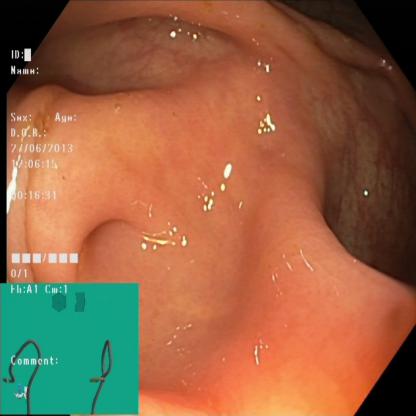 ID:
Name:
Sex: Age:
D.O.B.:
27/06/2013
12:06:15
00:16:31
/
0/1
Eh:A1 Cm:1
Comment: